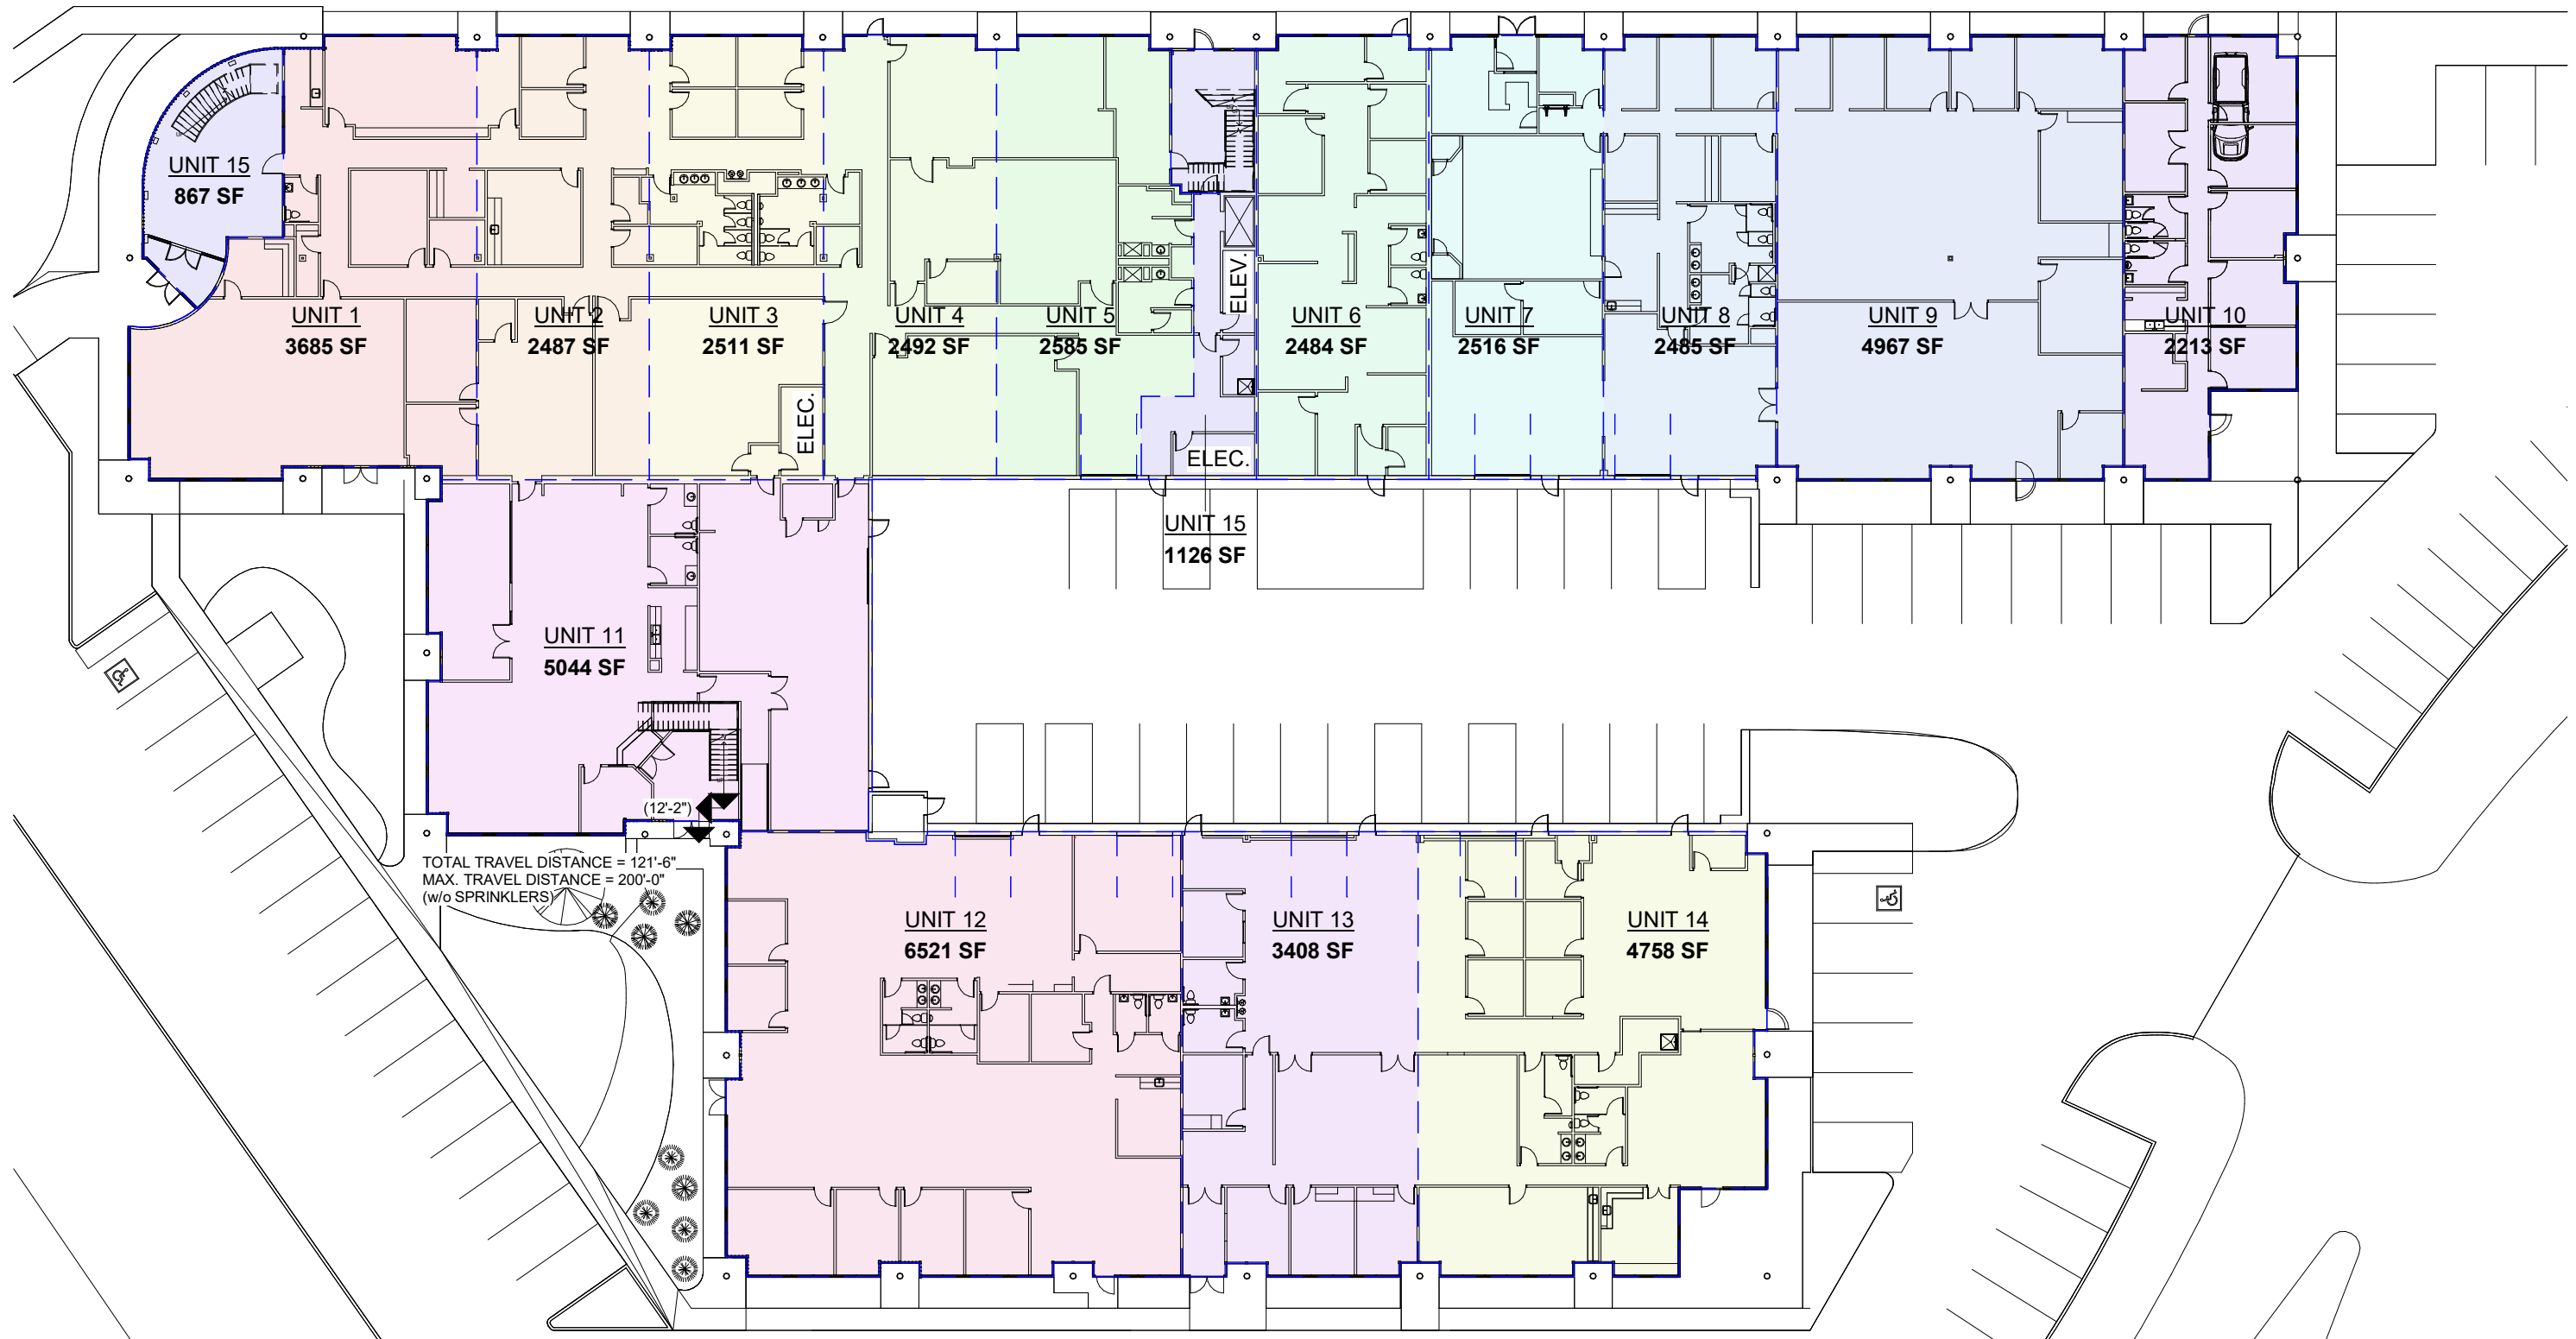 UNIT 15
867 SF
UNIT 1
3685 SF
UNIT 2
2487 SF
UNIT 3
2511 SF
ELEC.
UNIT 4
2492 SF
UNIT 5
2585 SF
ELEV.
ELEC.
UNIT 6
2484 SF
UNIT 7
2516 SF
UNIT 8
2485 SF
UNIT 9
4967 SF
UNIT 10
2213 SF
UNIT 15
1126 SF
UNIT 11
5044 SF
(12'-2")
TOTAL TRAVEL DISTANCE = 121'-6"
MAX. TRAVEL DISTANCE = 200'-0"
(w/o SPRINKLERS)
UNIT 12
6521 SF
UNIT 13
3408 SF
UNIT 14
4758 SF